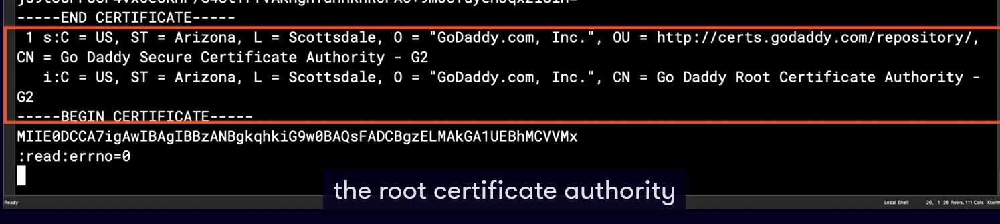 -----END CERTIFICATE-----
1 s:C = US, ST = Arizona, L = Scottsdale, O = "GoDaddy.com, Inc.", OU = http://certs.godaddy.com/repository/,
CN = Go Daddy Secure Certificate Authority - G2
i:C = US, ST = Arizona, L = Scottsdale, O = "GoDaddy.com, Inc.", CN = Go Daddy Root Certificate Authority -
G2
-----BEGIN CERTIFICATE-----
MIIE0DCCA7igAwIBAgIBBzANBgkqhkiG9w0BAQsFADCBgzELMAkGA1UEBhMCVVMx
:read:errno=0
the root certificate authority
Ready
Local Shell 26, 1 26 Rows, 111 Cols Xterm